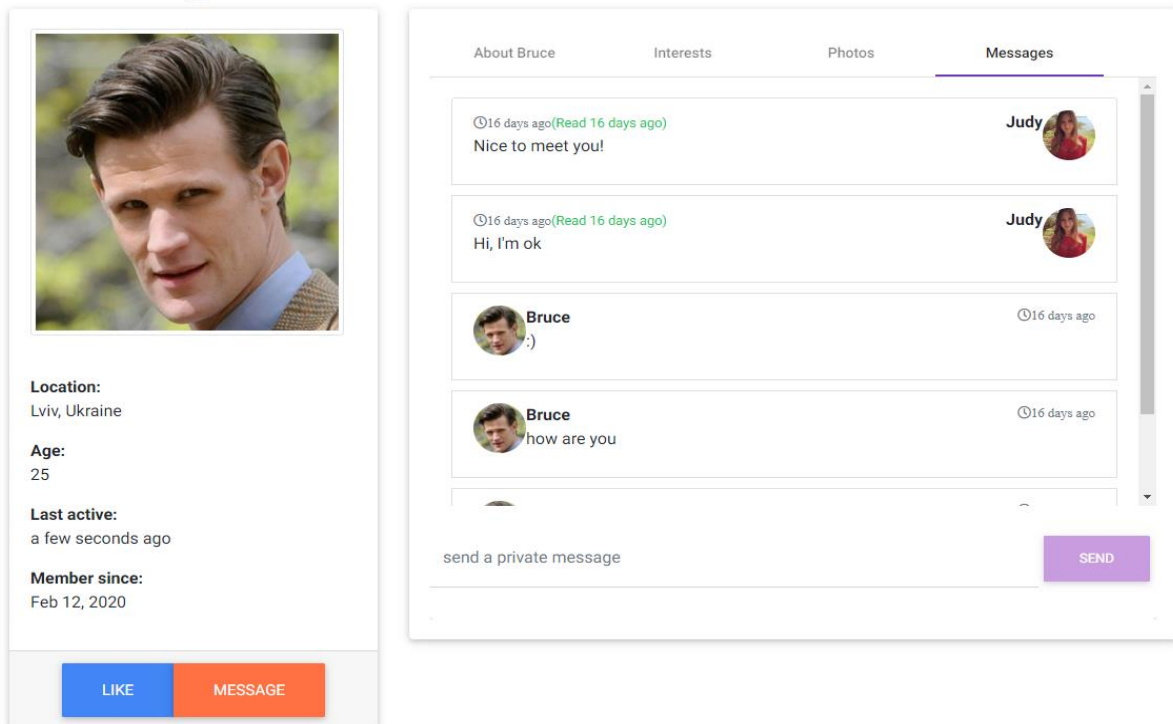 Location:
Lviv, Ukraine
Age:
25
Last active:
a few seconds ago
Member since:
Feb 12, 2020
LIKE MESSAGE
About Bruce Interests Photos Messages
16 days ago(Read 16 days ago) Judy
Nice to meet you!
16 days ago(Read 16 days ago) Judy
Hi, I'm ok
Bruce 16 days ago
:)
Bruce 16 days ago
how are you
send a private message SEND